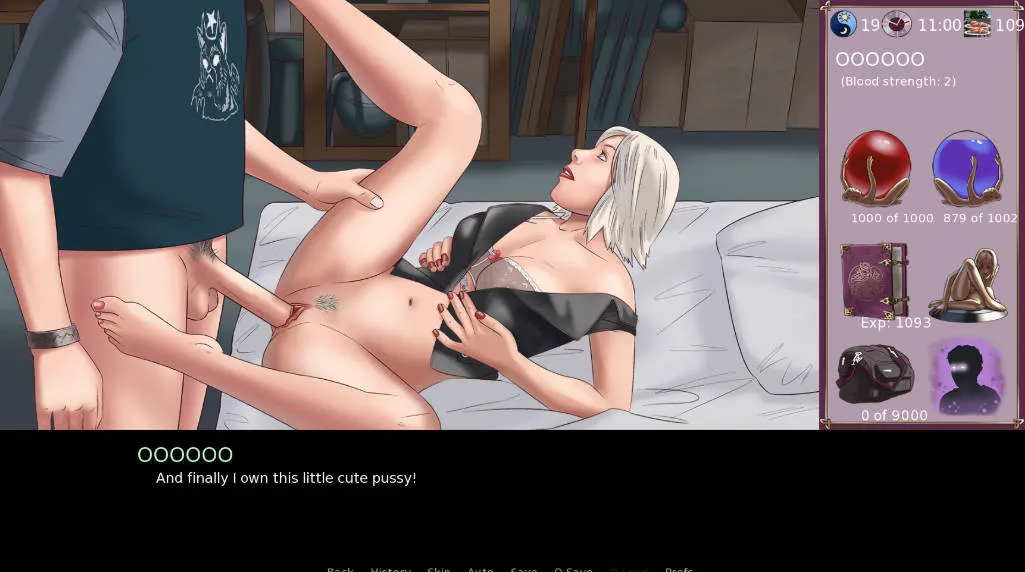 19 11:00 109
OOOOOO
(Blood strength: 2)
1000 of 1000 879 of 1002
Exp: 1093
0 of 9000
OOOOOO
And finally I own this little cute pussy!
Back History Skip Auto Save Q.Save Q.Load Prefs